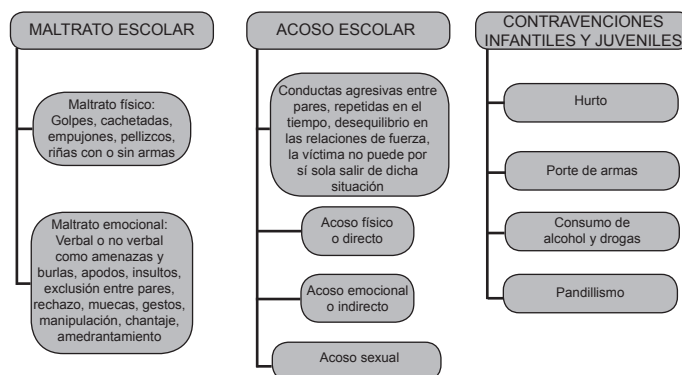 MALTRATO ESCOLAR
Maltrato físico:
Golpes, cachetadas,
empujones, pellizcos,
riñas con o sin armas
Maltrato emocional:
Verbal o no verbal
como amenazas y
burlas, apodos, insultos,
exclusión entre pares,
rechazo, muecas, gestos,
manipulación, chantaje,
amedrantamiento
ACOSO ESCOLAR
Conductas agresivas entre
pares, repetidas en el
tiempo, desequilibrio en
las relaciones de fuerza,
la víctima no puede por
sí sola salir de dicha
situación
Acoso físico
o directo
Acoso emocional
o indirecto
Acoso sexual
CONTRAVENCIONES
INFANTILES Y JUVENILES
Hurto
Porte de armas
Consumo de
alcohol y drogas
Pandillismo